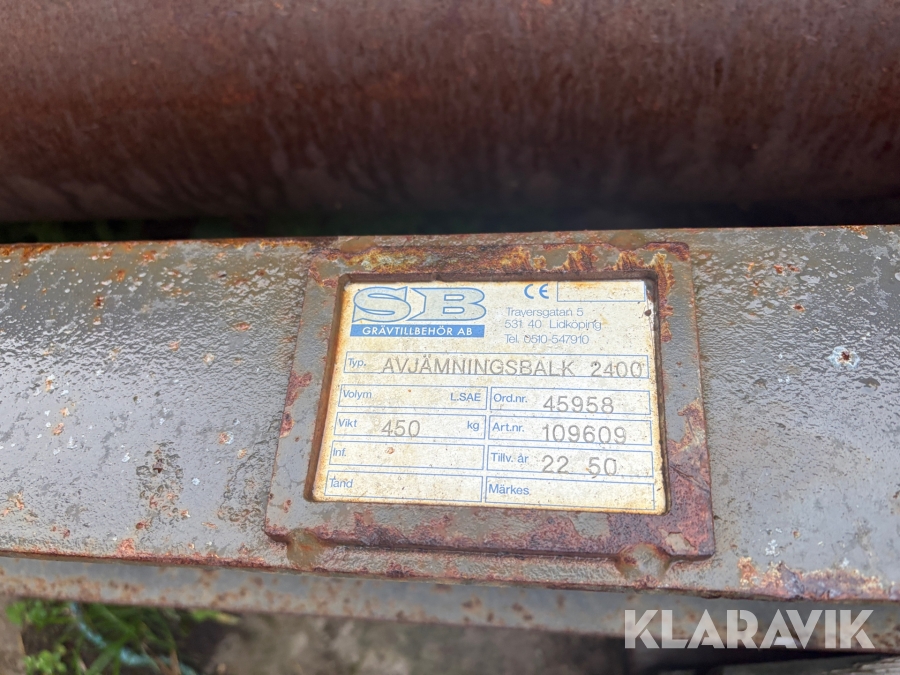 SB
GRÄVTILLBEHÖR AB
CE
Traversgatan 5
531 40 Lidköping
Tel. 0510-547910
Typ. AVJÄMNINGSBALK 2400
Volym L.SAE Ord.nr. 45958
Vikt 450 kg Art.nr. 109609
Inf. Tillv. år 22 50
Tand Märkes.
KLARAVIK